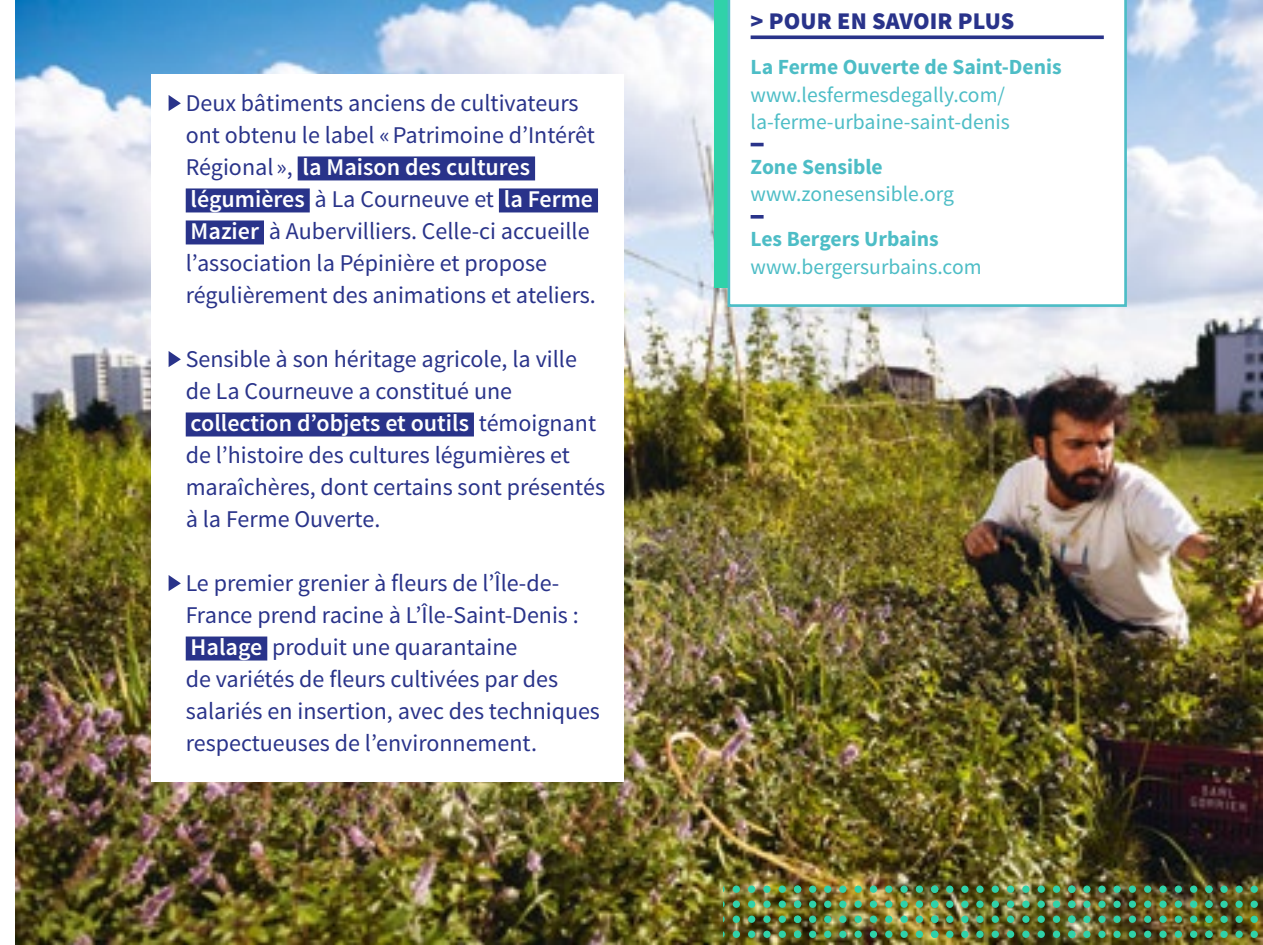 ▶ Deux bâtiments anciens de cultivateurs
ont obtenu le label « Patrimoine d’Intérêt
Régional », la Maison des cultures
légumières à La Courneuve et la Ferme
Mazier à Aubervilliers. Celle-ci accueille
l’association la Pépinière et propose
régulièrement des animations et ateliers.
▶ Sensible à son héritage agricole, la ville
de La Courneuve a constitué une
collection d’objets et outils témoignant
de l’histoire des cultures légumières et
maraîchères, dont certains sont présentés
à la Ferme Ouverte.
▶ Le premier grenier à fleurs de l’Île-de-
France prend racine à L’Île-Saint-Denis :
Halage produit une quarantaine
de variétés de fleurs cultivées par des
salariés en insertion, avec des techniques
respectueuses de l’environnement.
> POUR EN SAVOIR PLUS
La Ferme Ouverte de Saint-Denis
www.lesfermesdegally.com/
la-ferme-urbaine-saint-denis
–
Zone Sensible
www.zonesensible.org
–
Les Bergers Urbains
www.bergersurbains.com
SARL